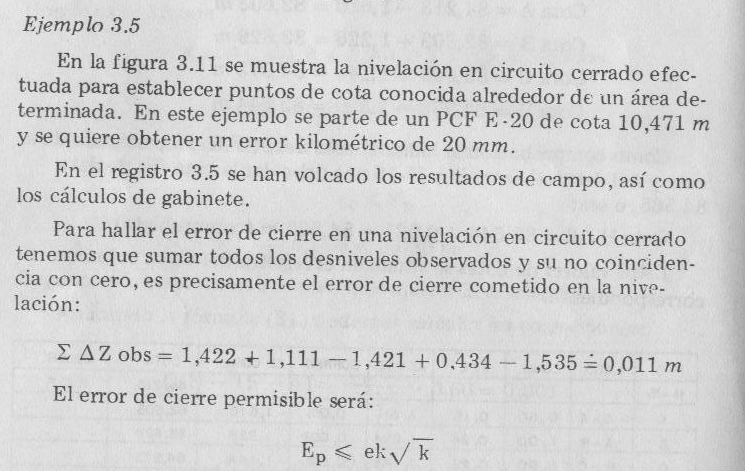 Ejemplo 3.5
En la figura 3.11 se muestra la nivelación en circuito cerrado efec-
tuada para establecer puntos de cota conocida alrededor de un área de-
terminada. En este ejemplo se parte de un PCF E-20 de cota 10,471 m
y se quiere obtener un error kilométrico de 20 mm.
En el registro 3.5 se han volcado los resultados de campo, así como
los cálculos de gabinete.
Para hallar el error de cierre en una nivelación en circuito cerrado
tenemos que sumar todos los desniveles observados y su no coinciden-
cia con cero, es precisamente el error de cierre cometido en la nive-
lación:
Σ ΔZ obs = 1,422 + 1,111 − 1,421 + 0,434 − 1,535 = 0,011 m
El error de cierre permisible será:
Ep ⩽ ek√k